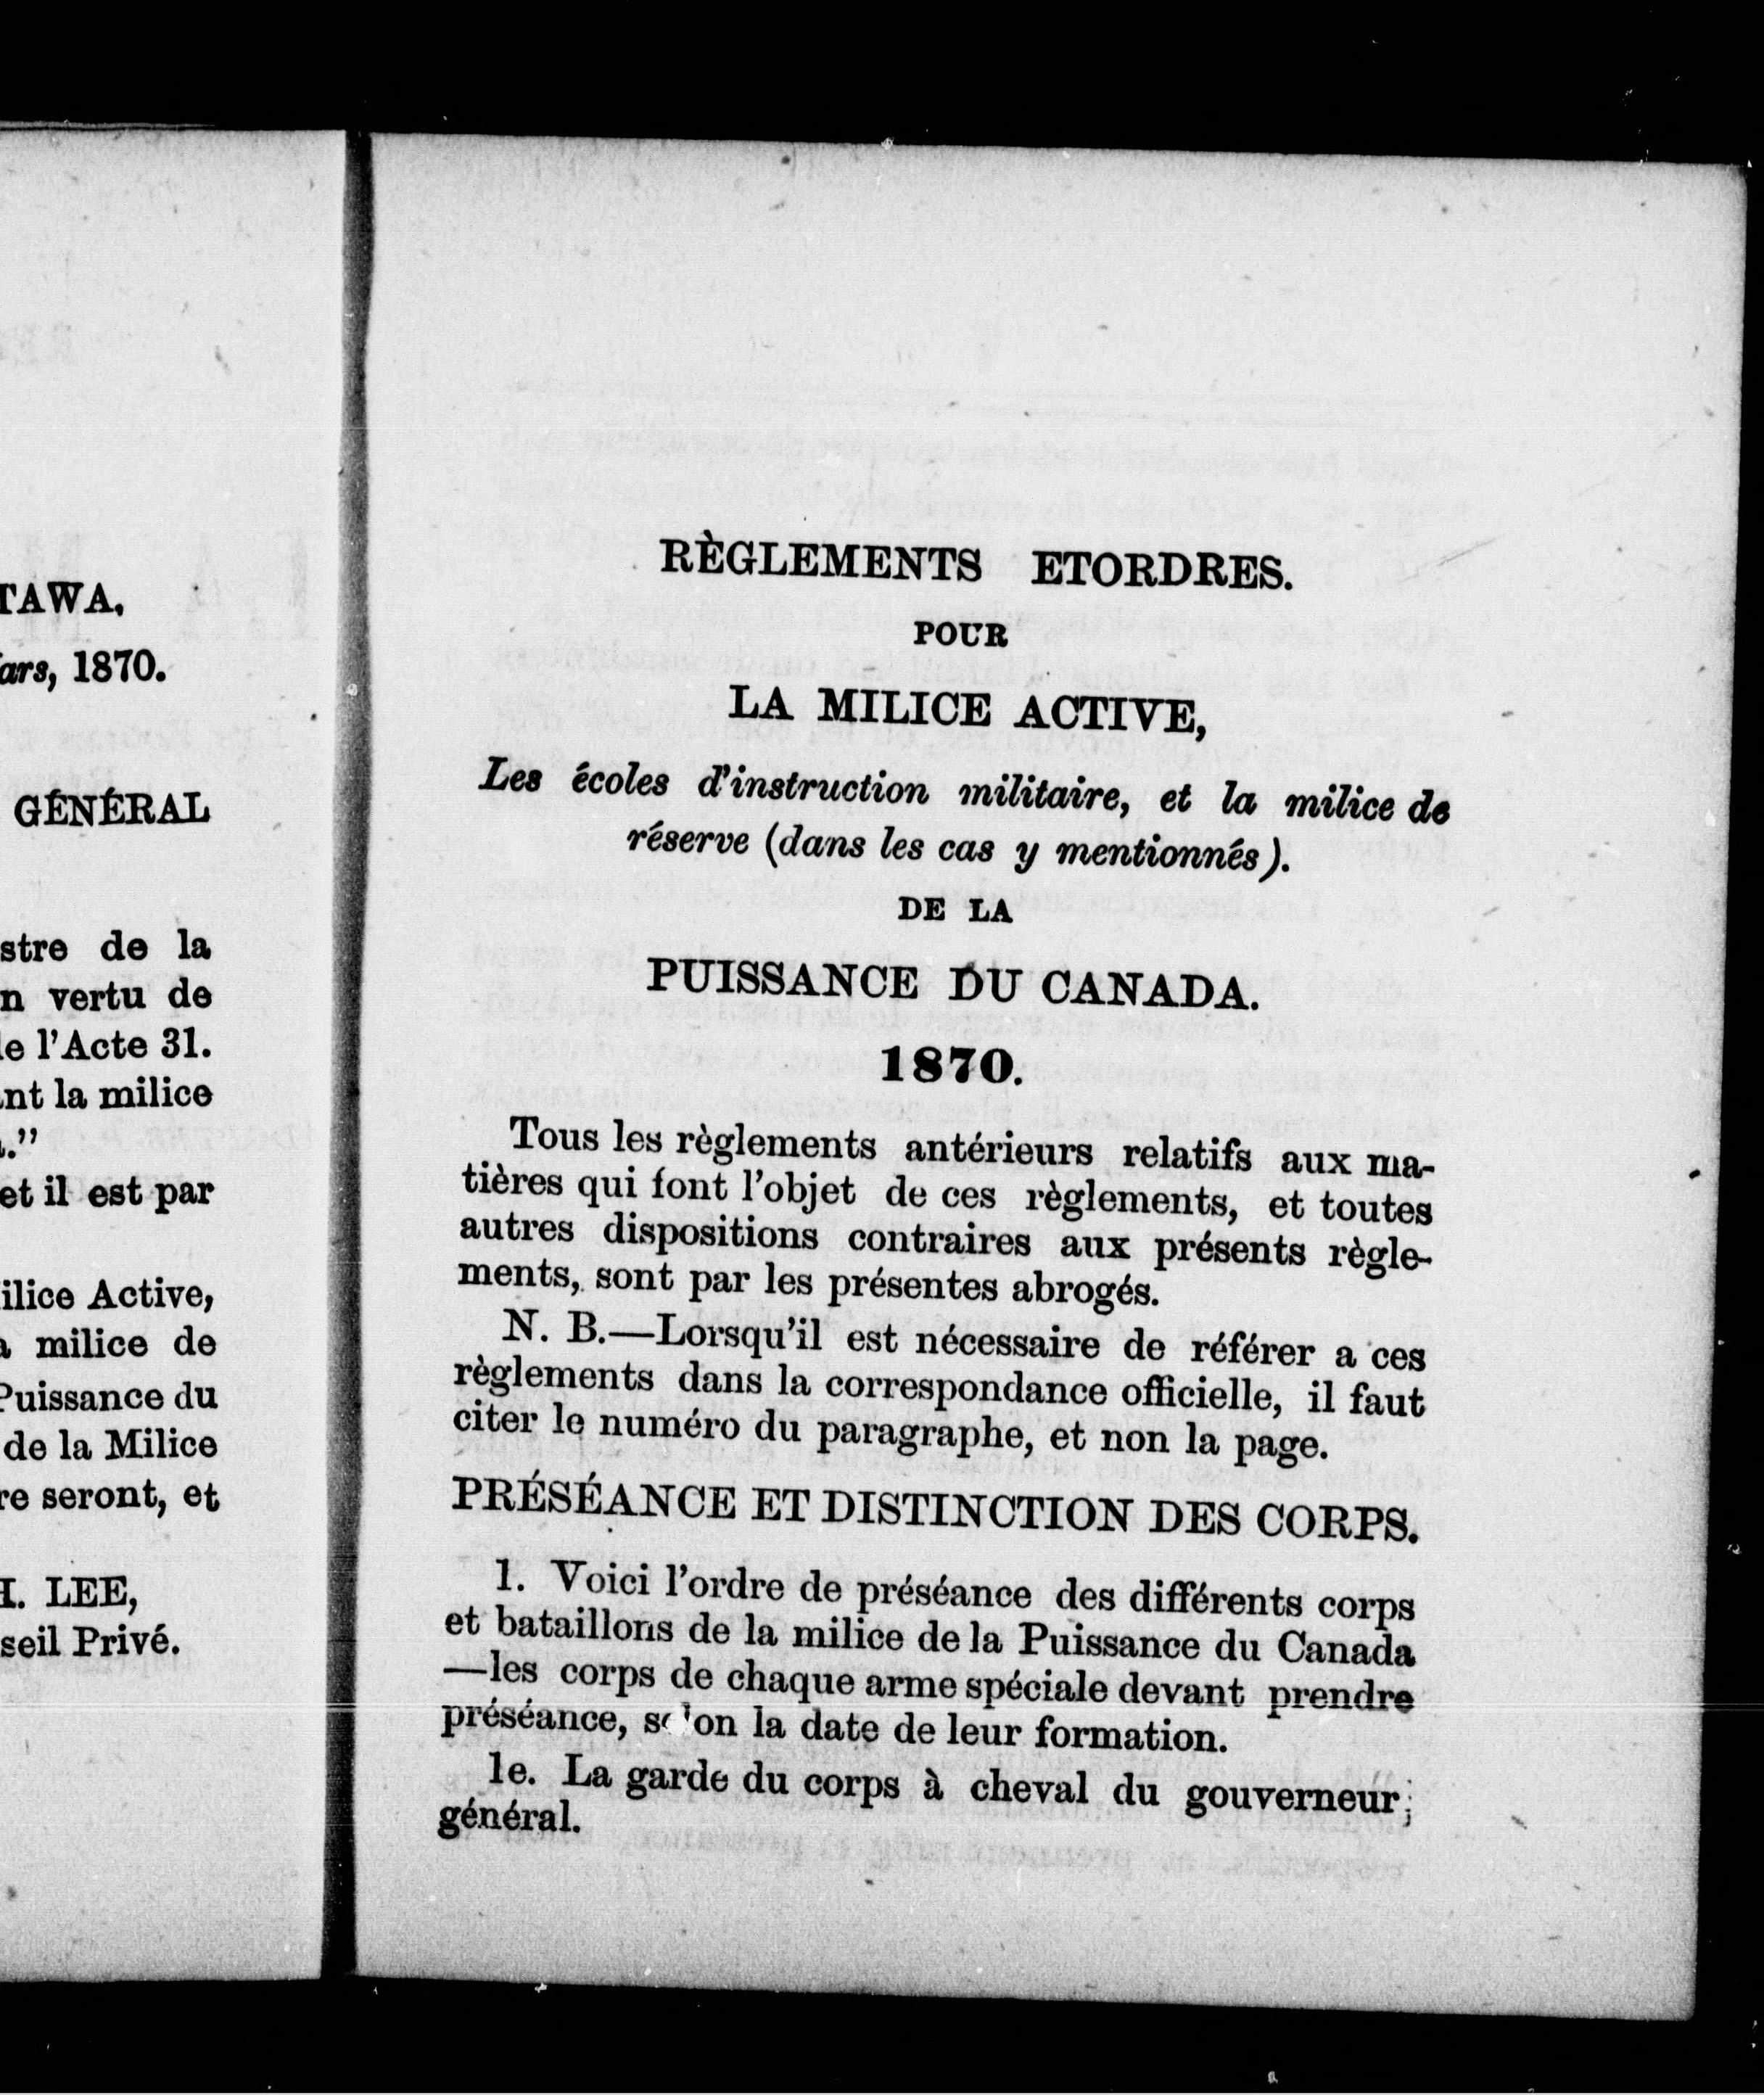 TAWA,
ars, 1870.
GÉNÉRAL
stre de la
n vertu de
le l'Acte 31.
nt la milice
."
et il est par
ilice Active,
milice de
Puissance du
de la Milice
re seront, et
H. LEE,
seil Privé.
RÈGLEMENTS ETORDRES.
POUR
LA MILICE ACTIVE,
Les écoles d'instruction militaire, et la milice de
réserve (dans les cas y mentionnés).
DE LA
PUISSANCE DU CANADA.
1870.
Tous les règlements antérieurs relatifs aux ma-
tières qui font l'objet de ces règlements, et toutes
autres dispositions contraires aux présents règle-
ments, sont par les présentes abrogés.
N. B.—Lorsqu'il est nécessaire de référer a ces
règlements dans la correspondance officielle, il faut
citer le numéro du paragraphe, et non la page.
PRÉSÉANCE ET DISTINCTION DES CORPS.
1. Voici l'ordre de préséance des différents corps
et bataillons de la milice de la Puissance du Canada
—les corps de chaque arme spéciale devant prendre
préséance, selon la date de leur formation.
1e. La garde du corps à cheval du gouverneur;
général.